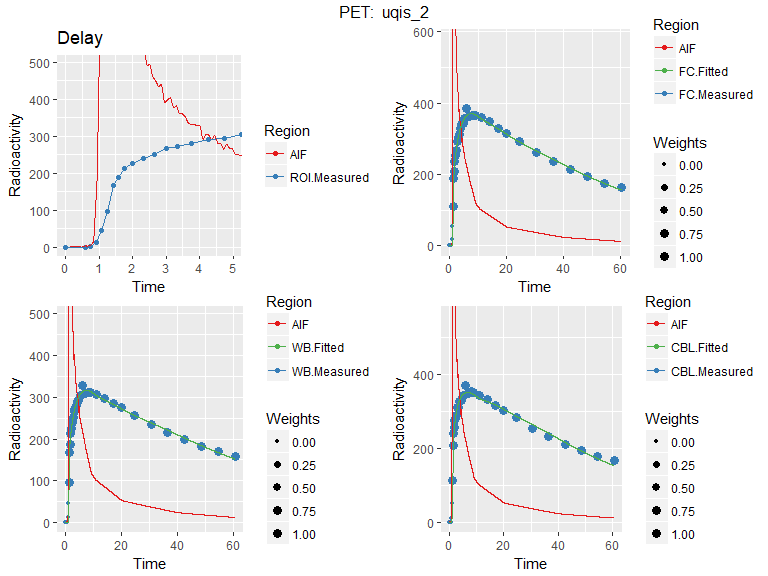 PET: uqis_2
Delay
Radioactivity
500
400
300
200
100
0
0
1
2
3
4
5
Time
Region
AIF
ROI.Measured
Radioactivity
600
400
200
0
0
20
40
60
Time
Region
AIF
FC.Fitted
FC.Measured
Weights
0.00
0.25
0.50
0.75
1.00
Radioactivity
500
400
300
200
100
0
0
20
40
60
Time
Region
AIF
WB.Fitted
WB.Measured
Weights
0.00
0.25
0.50
0.75
1.00
Radioactivity
400
200
0
0
20
40
60
Time
Region
AIF
CBL.Fitted
CBL.Measured
Weights
0.00
0.25
0.50
0.75
1.00